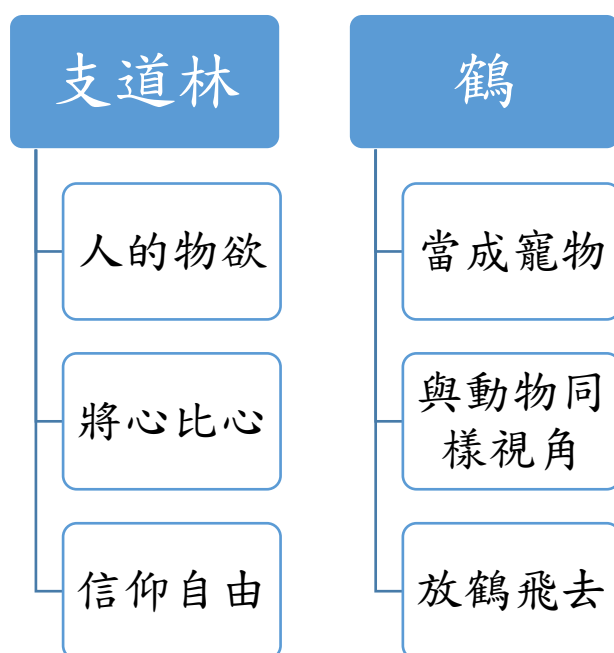 支道林
人的物欲
將心比心
信仰自由
鶴
當成寵物
與動物同
樣視角
放鶴飛去